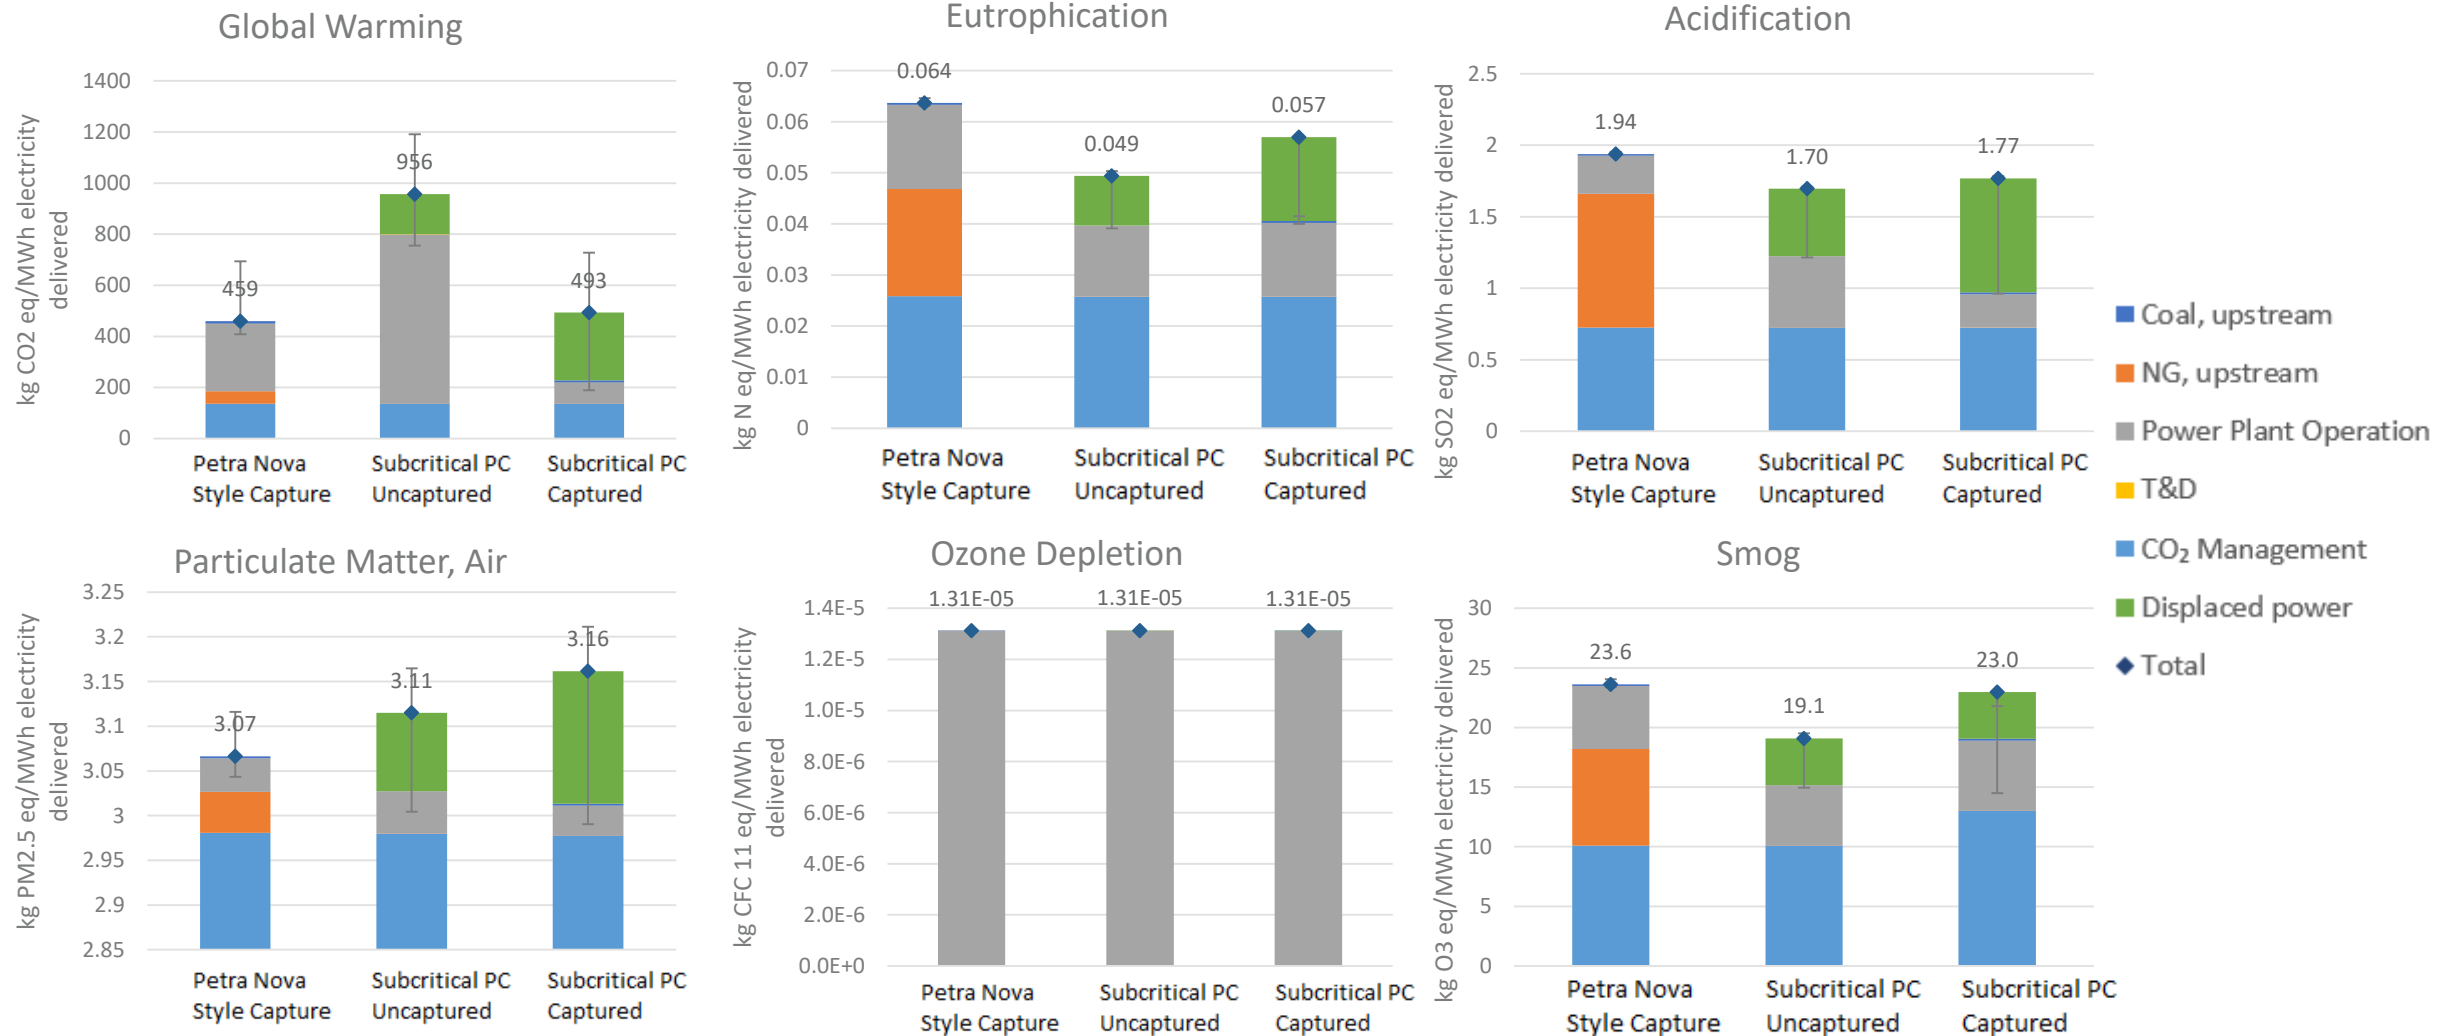 Global Warming
kg CO2 eq/MWh electricity
delivered
1400
1200
1000
800
600
400
200
0
459
956
493
Petra Nova
Style Capture
Subcritical PC
Uncaptured
Subcritical PC
Captured
Eutrophication
kg N eq/MWh electricity delivered
0.07
0.06
0.05
0.04
0.03
0.02
0.01
0
0.064
0.049
0.057
Petra Nova
Style Capture
Subcritical PC
Uncaptured
Subcritical PC
Captured
Acidification
kg SO2 eq/MWh electricity delivered
2.5
2
1.5
1
0.5
0
1.94
1.70
1.77
Petra Nova
Style Capture
Subcritical PC
Uncaptured
Subcritical PC
Captured
Coal, upstream
NG, upstream
Power Plant Operation
T&D
CO₂ Management
Displaced power
Total
Particulate Matter, Air
kg PM2.5 eq/MWh electricity
delivered
3.25
3.2
3.15
3.1
3.05
3
2.95
2.9
2.85
3.07
3.11
3.16
Petra Nova
Style Capture
Subcritical PC
Uncaptured
Subcritical PC
Captured
Ozone Depletion
kg CFC 11 eq/MWh electricity
delivered
1.4E-5
1.2E-5
1.0E-5
8.0E-6
6.0E-6
4.0E-6
2.0E-6
0.0E+0
1.31E-05
1.31E-05
1.31E-05
Petra Nova
Style Capture
Subcritical PC
Uncaptured
Subcritical PC
Captured
Smog
kg O3 eq/MWh electricity delivered
30
25
20
15
10
5
0
23.6
19.1
23.0
Petra Nova
Style Capture
Subcritical PC
Uncaptured
Subcritical PC
Captured